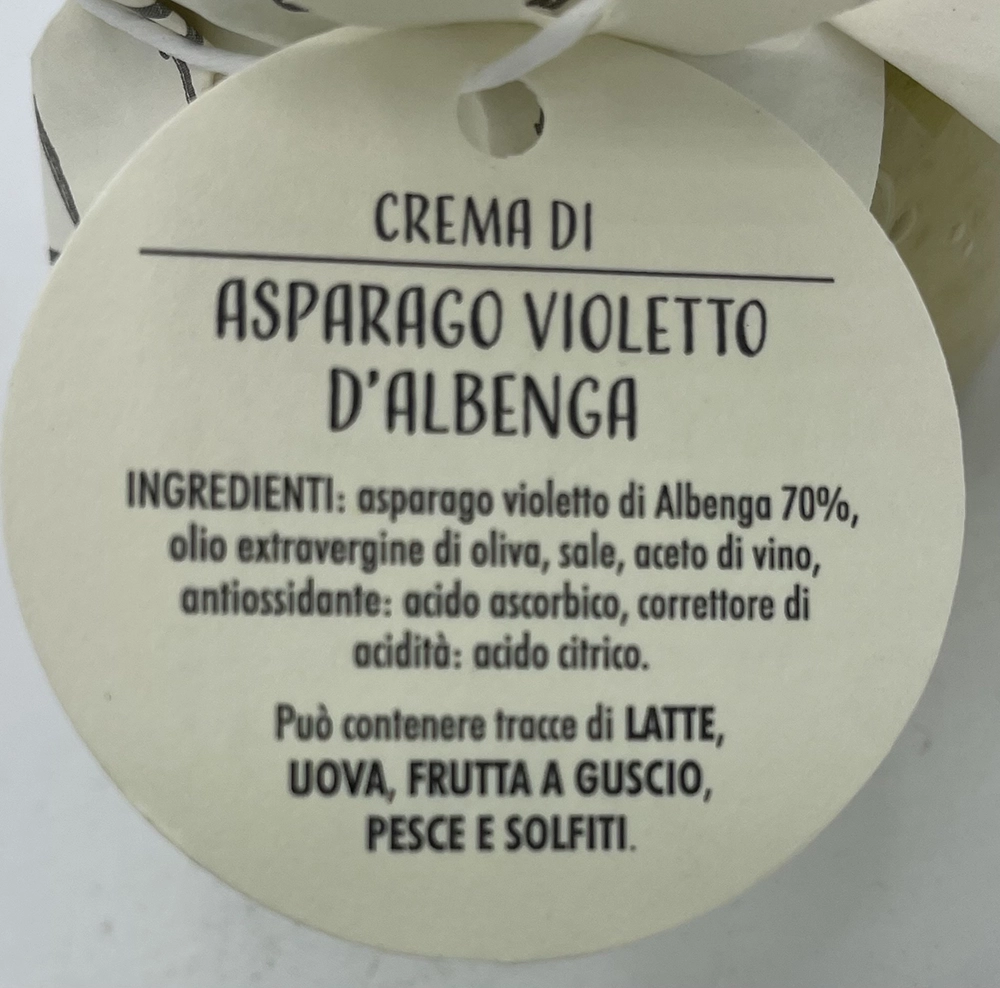 CREMA DI
ASPARAGO VIOLETTO
D'ALBENGA
INGREDIENTI: asparago violetto di Albenga 70%,
olio extravergine di oliva, sale, aceto di vino,
antiossidante: acido ascorbico, correttore di
acidità: acido citrico.
Può contenere tracce di LATTE,
UOVA, FRUTTA A GUSCIO,
PESCE E SOLFITI.